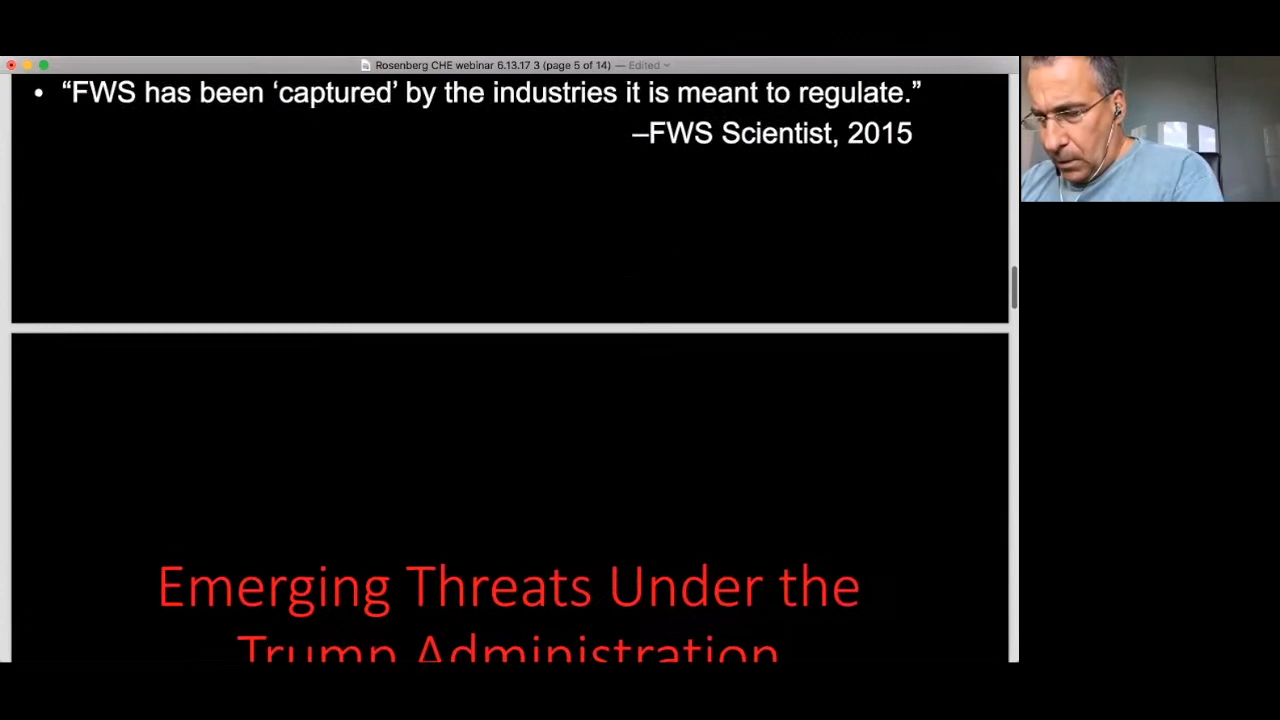 Rosenberg CHE webinar 6.13.17 3 (page 5 of 14) — Edited
• “FWS has been ‘captured’ by the industries it is meant to regulate.”
–FWS Scientist, 2015
Emerging Threats Under the
Trump Administration